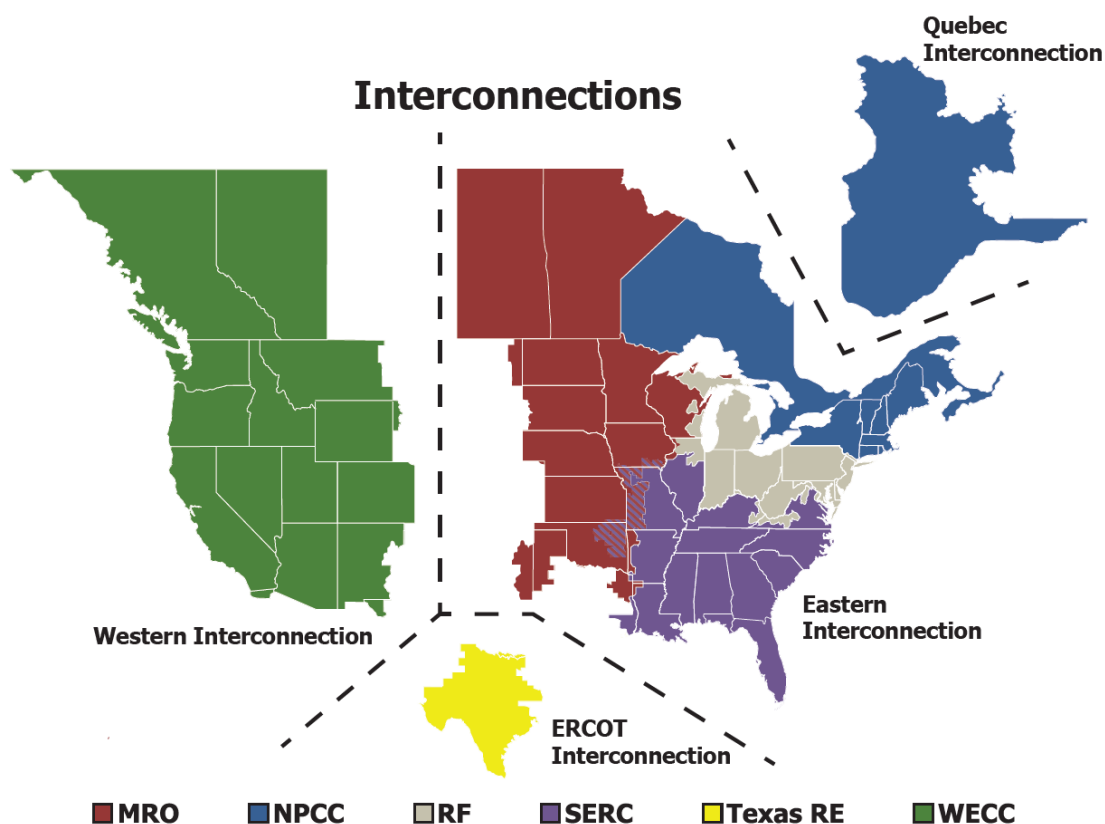 Quebec
Interconnection
Interconnections
Western Interconnection
Eastern
Interconnection
ERCOT
Interconnection
MRO NPCC RF SERC Texas RE WECC